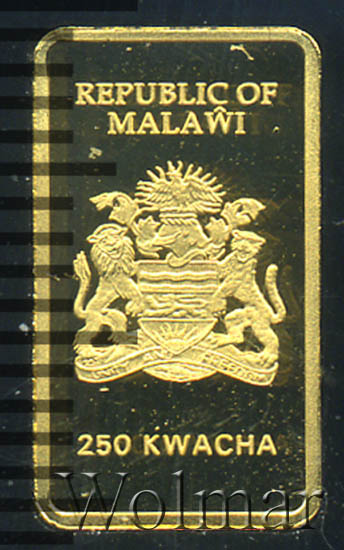 REPUBLIC OF
MALAŴI
250 KWACHA
Wolmar